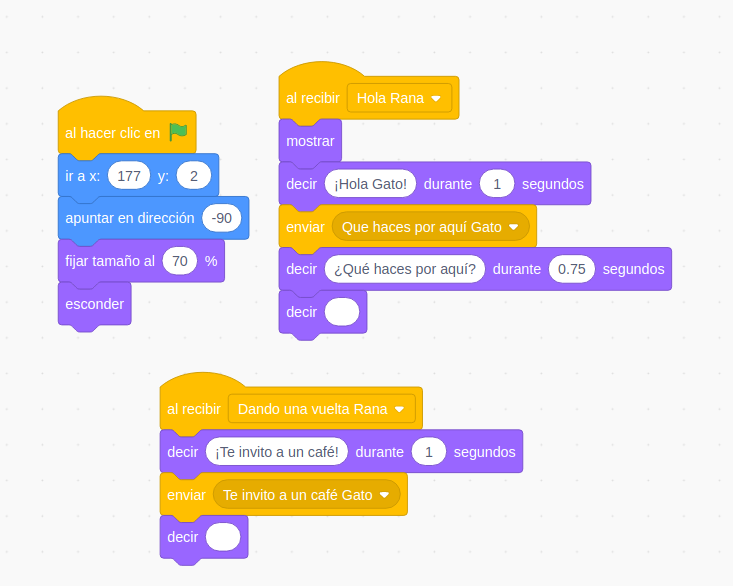 al hacer clic en
ir a x: 177 y: 2
apuntar en dirección -90
fijar tamaño al 70 %
esconder
al recibir Hola Rana
mostrar
decir ¡Hola Gato! durante 1 segundos
enviar Que haces por aquí Gato
decir ¿Qué haces por aquí? durante 0.75 segundos
decir
al recibir Dando una vuelta Rana
decir ¡Te invito a un café! durante 1 segundos
enviar Te invito a un café Gato
decir